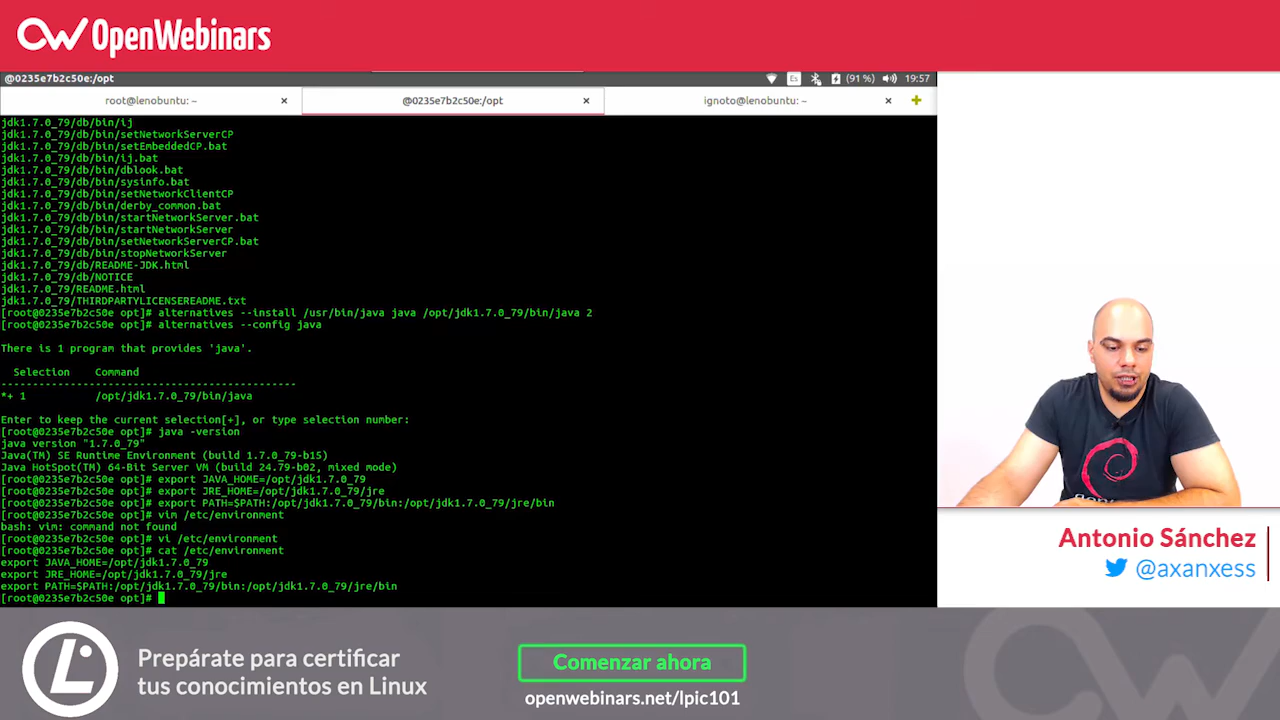 OpenWebinars
@0235e7b2c50e:/opt
Es
(91 %)
19:57
root@lenobuntu: ~
@0235e7b2c50e:/opt
ignoto@lenobuntu: ~
jdk1.7.0_79/db/bin/ij
jdk1.7.0_79/db/bin/setNetworkServerCP
jdk1.7.0_79/db/bin/setEmbeddedCP.bat
jdk1.7.0_79/db/bin/ij.bat
jdk1.7.0_79/db/bin/dblook.bat
jdk1.7.0_79/db/bin/sysinfo.bat
jdk1.7.0_79/db/bin/setNetworkClientCP
jdk1.7.0_79/db/bin/derby_common.bat
jdk1.7.0_79/db/bin/startNetworkServer.bat
jdk1.7.0_79/db/bin/startNetworkServer
jdk1.7.0_79/db/bin/setNetworkServerCP.bat
jdk1.7.0_79/db/bin/stopNetworkServer
jdk1.7.0_79/db/README-JDK.html
jdk1.7.0_79/db/NOTICE
jdk1.7.0_79/README.html
jdk1.7.0_79/THIRDPARTYLICENSEREADME.txt
[root@0235e7b2c50e opt]# alternatives --install /usr/bin/java java /opt/jdk1.7.0_79/bin/java 2
[root@0235e7b2c50e opt]# alternatives --config java
There is 1 program that provides 'java'.
Selection    Command
-----------------------------------------------
*+ 1           /opt/jdk1.7.0_79/bin/java
Enter to keep the current selection[+], or type selection number:
[root@0235e7b2c50e opt]# java -version
java version "1.7.0_79"
Java(TM) SE Runtime Environment (build 1.7.0_79-b15)
Java HotSpot(TM) 64-Bit Server VM (build 24.79-b02, mixed mode)
[root@0235e7b2c50e opt]# export JAVA_HOME=/opt/jdk1.7.0_79
[root@0235e7b2c50e opt]# export JRE_HOME=/opt/jdk1.7.0_79/jre
[root@0235e7b2c50e opt]# export PATH=$PATH:/opt/jdk1.7.0_79/bin:/opt/jdk1.7.0_79/jre/bin
[root@0235e7b2c50e opt]# vim /etc/environment
bash: vim: command not found
[root@0235e7b2c50e opt]# vi /etc/environment
[root@0235e7b2c50e opt]# cat /etc/environment
export JAVA_HOME=/opt/jdk1.7.0_79
export JRE_HOME=/opt/jdk1.7.0_79/jre
export PATH=$PATH:/opt/jdk1.7.0_79/bin:/opt/jdk1.7.0_79/jre/bin
[root@0235e7b2c50e opt]#
Antonio Sánchez
@axanxess
Prepárate para certificar
tus conocimientos en Linux
Comenzar ahora
openwebinars.net/lpic101